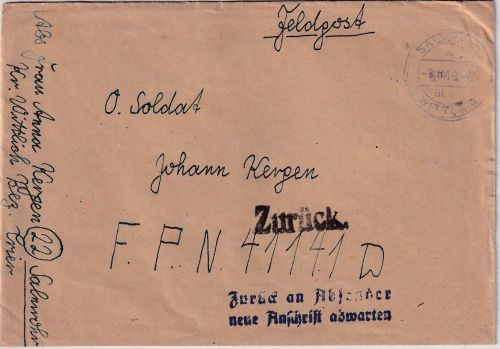 Feldpost
Abs. Frau Anna Kergen (22) Salmrohr
Kr. Wittlich Bez. Trier
O. Soldat
Johann Kergen
Zurück.
F. P. N. 41141 D
Zurück an Absender
neue Anschrift abwarten